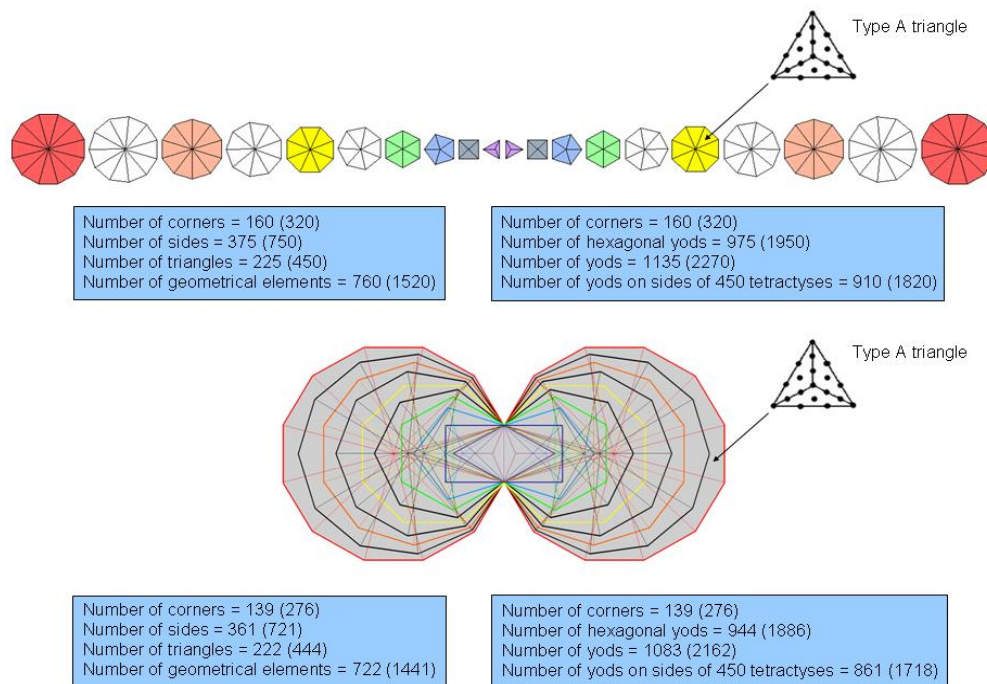 Type A triangle
Number of corners = 160 (320)
Number of sides = 375 (750)
Number of triangles = 225 (450)
Number of geometrical elements = 760 (1520)
Number of corners = 160 (320)
Number of hexagonal yods = 975 (1950)
Number of yods = 1135 (2270)
Number of yods on sides of 450 tetractyses = 910 (1820)
Type A triangle
Number of corners = 139 (276)
Number of sides = 361 (721)
Number of triangles = 222 (444)
Number of geometrical elements = 722 (1441)
Number of corners = 139 (276)
Number of hexagonal yods = 944 (1886)
Number of yods = 1083 (2162)
Number of yods on sides of 450 tetractyses = 861 (1718)